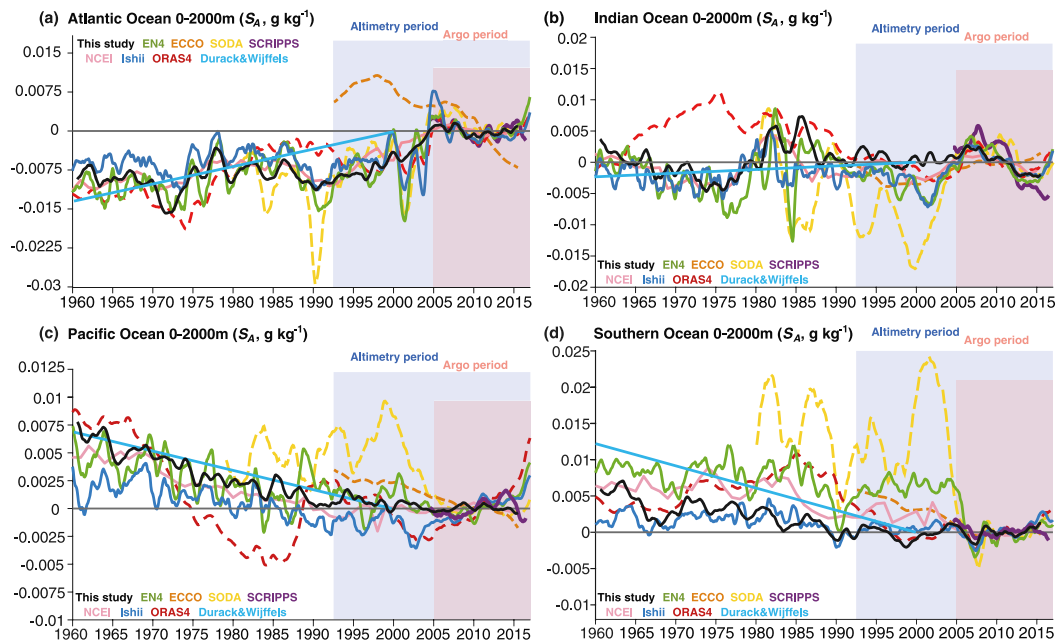 (a) Atlantic Ocean 0-2000m (S_A, g kg⁻¹)
0.015
0.0075
0
-0.0075
-0.015
-0.0225
-0.03
This study EN4 ECCO SODA SCRIPPS
NCEI Ishii ORAS4 Durack&Wijffels
Altimetry period
Argo period
1960 1965 1970 1975 1980 1985 1990 1995 2000 2005 2010 2015
(b) Indian Ocean 0-2000m (S_A, g kg⁻¹)
0.02
0.015
0.01
0.005
0
-0.005
-0.01
-0.015
-0.02
Altimetry period
Argo period
This study EN4 ECCO SODA SCRIPPS
NCEI Ishii ORAS4 Durack&Wijffels
1960 1965 1970 1975 1980 1985 1990 1995 2000 2005 2010 2015
(c) Pacific Ocean 0-2000m (S_A, g kg⁻¹)
0.0125
0.01
0.0075
0.005
0.0025
0
-0.0025
-0.005
-0.01
Altimetry period
Argo period
This study EN4 ECCO SODA SCRIPPS
NCEI Ishii ORAS4 Durack&Wijffels
1960 1965 1970 1975 1980 1985 1990 1995 2000 2005 2010 2015
(d) Southern Ocean 0-2000m (S_A, g kg⁻¹)
0.025
0.02
0.015
0.01
0.005
0
-0.005
-0.01
Altimetry period
Argo period
This study EN4 ECCO SODA SCRIPPS
NCEI Ishii ORAS4 Durack&Wijffels
1960 1965 1970 1975 1980 1985 1990 1995 2000 2005 2010 2015